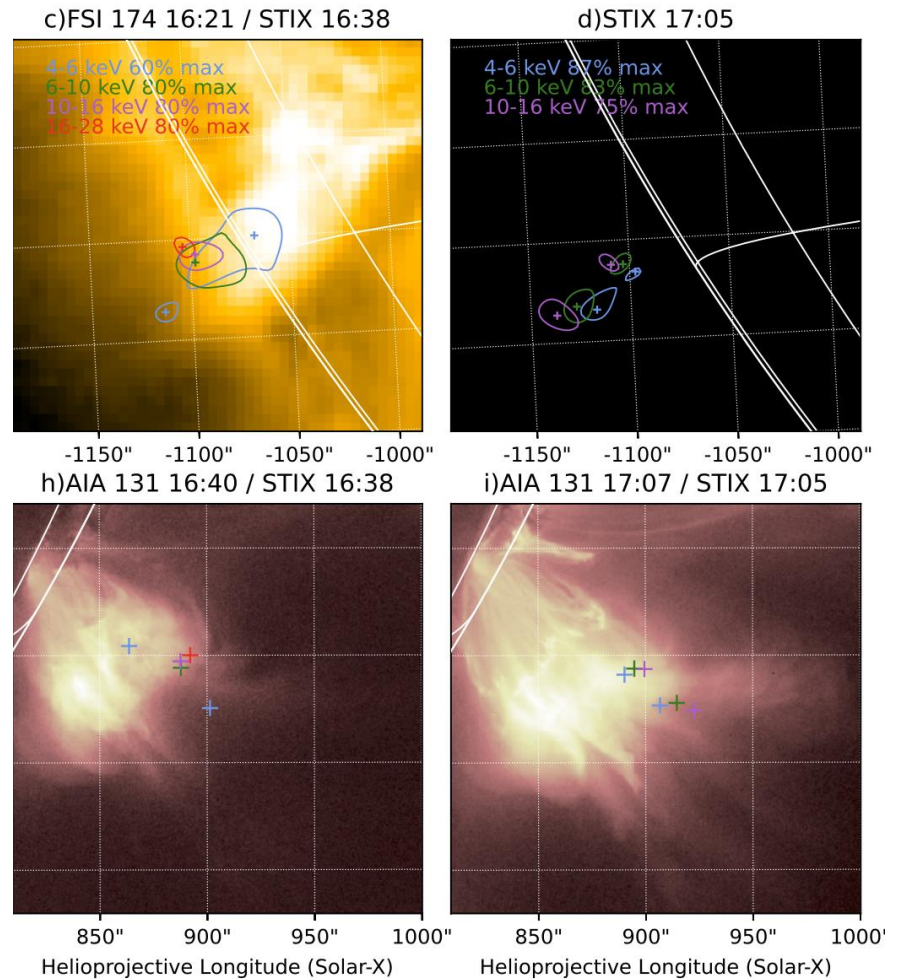 c)FSI 174 16:21 / STIX 16:38
d)STIX 17:05
4-6 keV 60% max
6-10 keV 80% max
10-16 keV 80% max
16-28 keV 80% max
4-6 keV 87% max
6-10 keV 83% max
10-16 keV 75% max
-1150" -1100" -1050" -1000"
-1150" -1100" -1050" -1000"
h)AIA 131 16:40 / STIX 16:38
i)AIA 131 17:07 / STIX 17:05
850" 900" 950" 1000"
850" 900" 950" 1000"
Helioprojective Longitude (Solar-X)
Helioprojective Longitude (Solar-X)